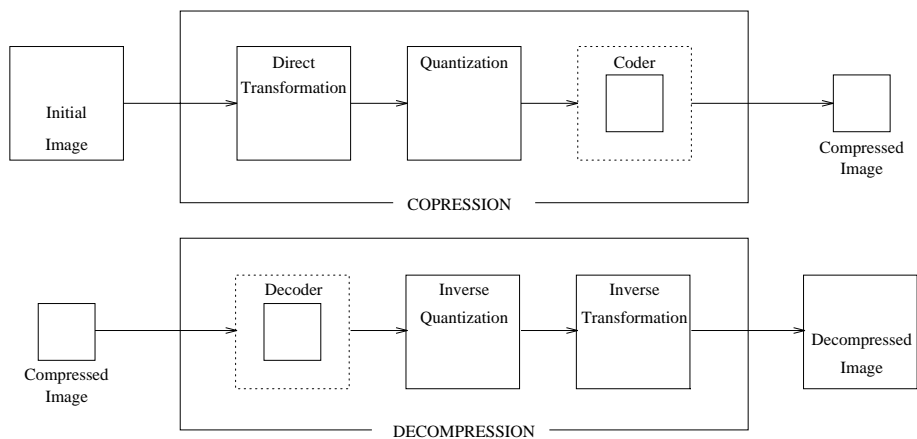 Initial
Image
Direct
Transformation
Quantization
Coder
Compressed
Image
COPRESSION
Compressed
Image
Decoder
Inverse
Quantization
Inverse
Transformation
Decompressed
Image
DECOMPRESSION